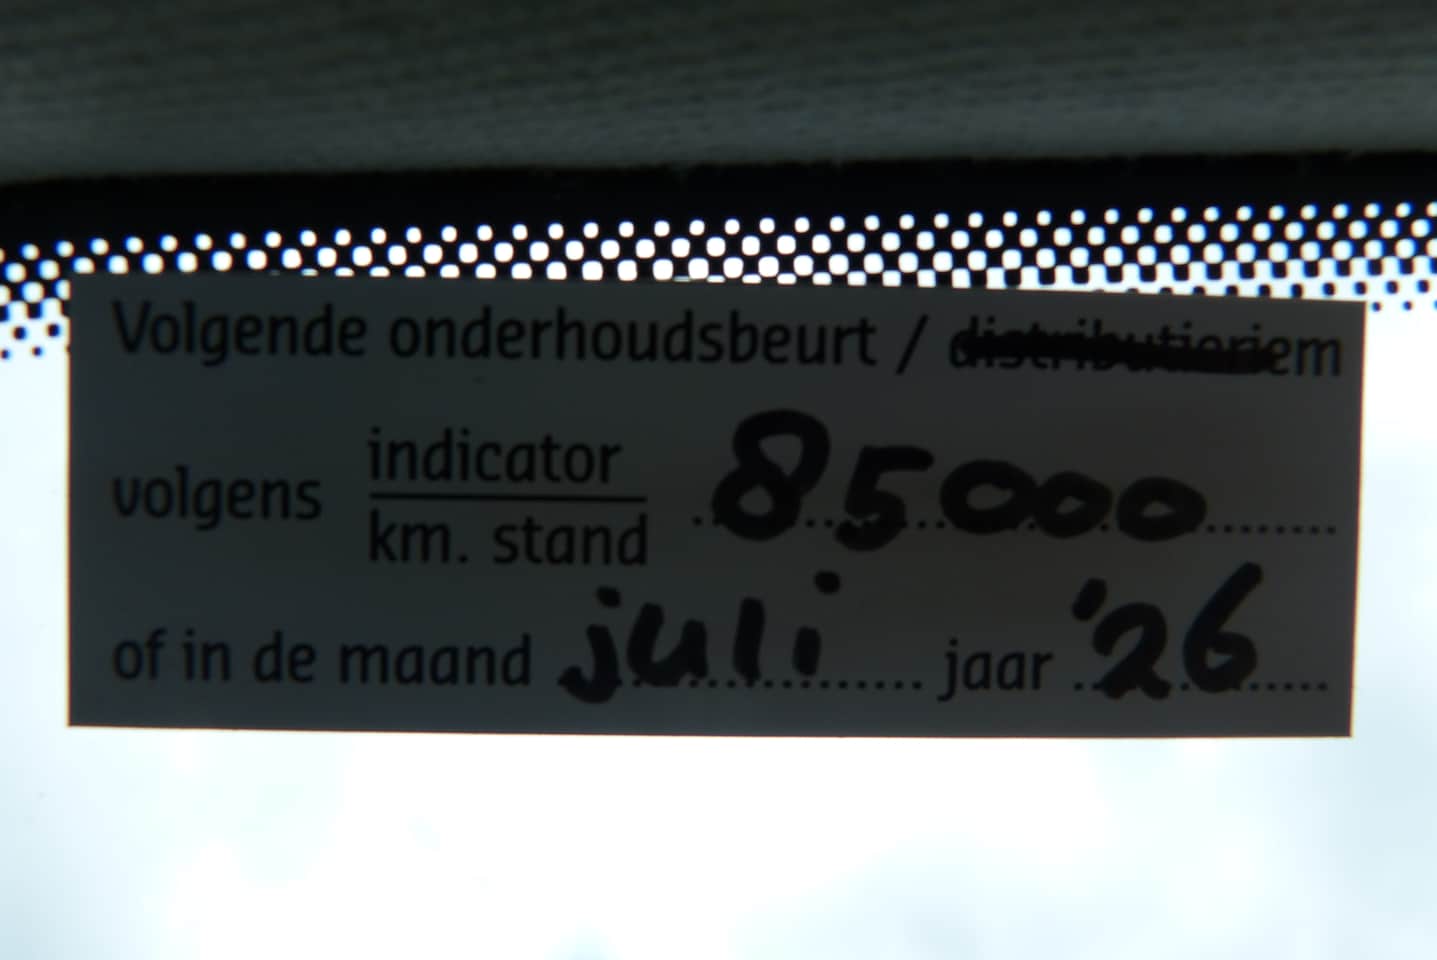 Volgende onderhoudsbeurt / distributieriem
volgens indicator 85000
km. stand
of in de maand juli jaar '26